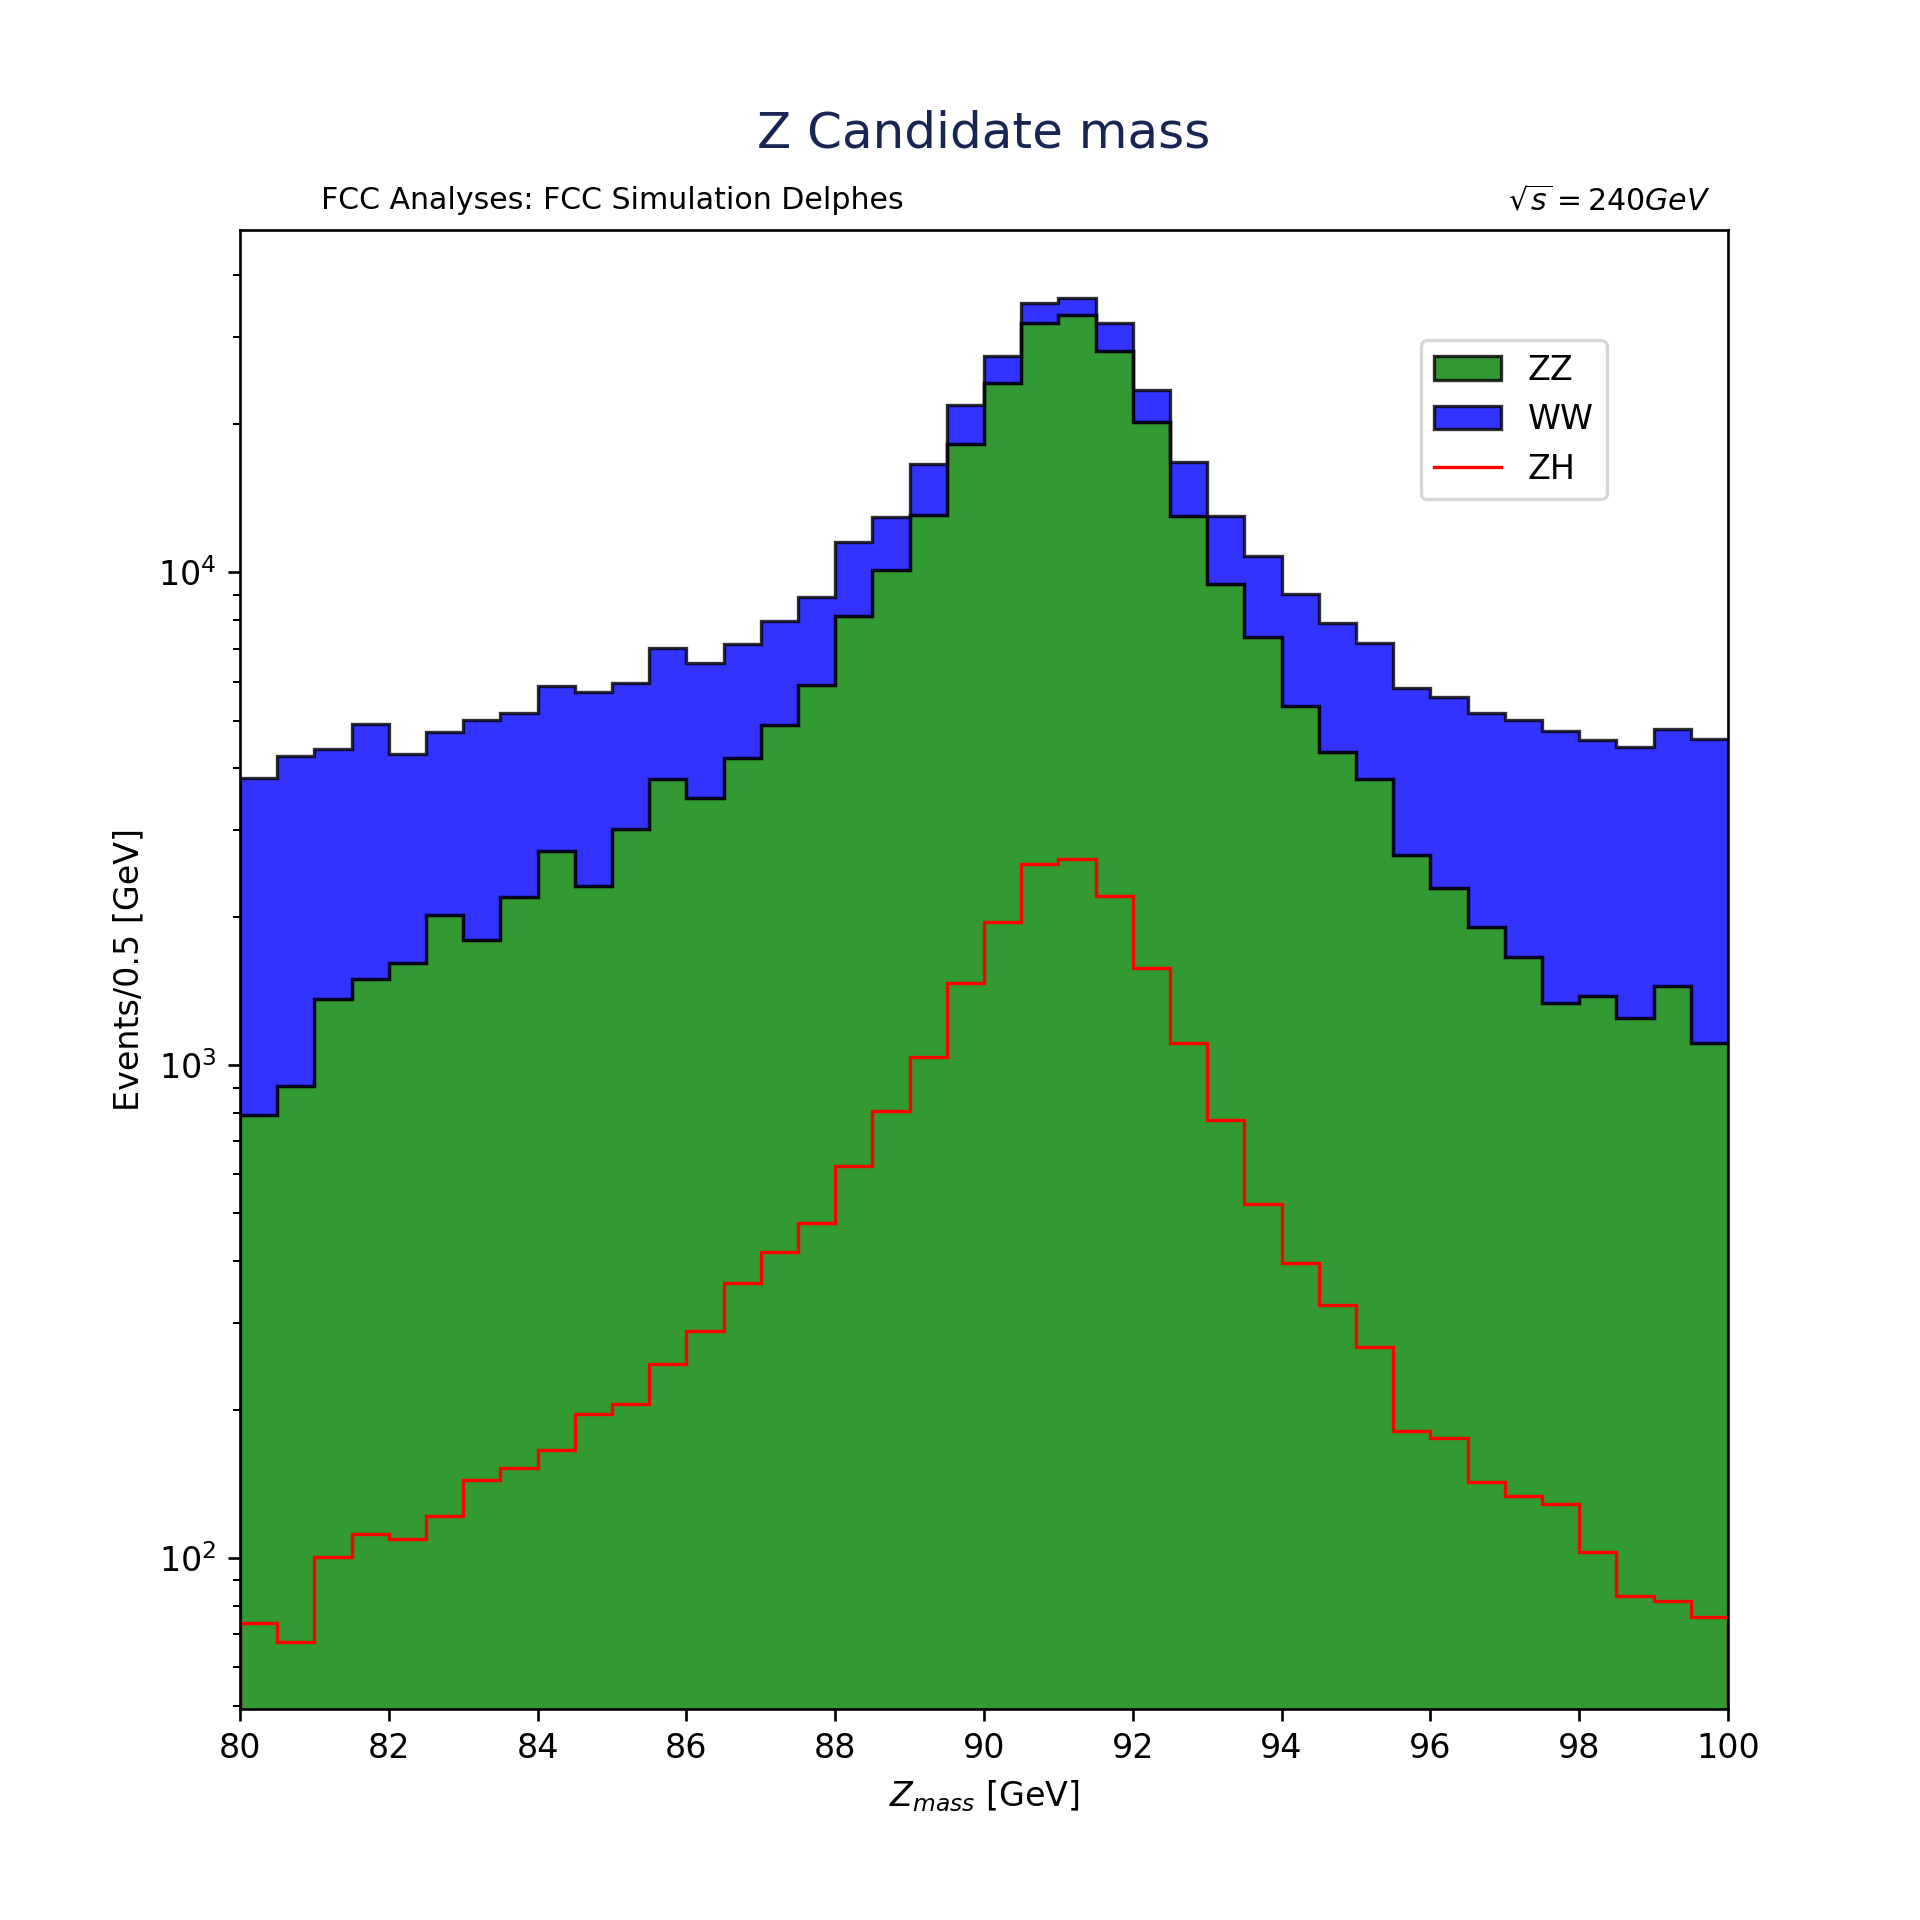 Z Candidate mass
FCC Analyses: FCC Simulation Delphes
√s = 240GeV
ZZ
WW
ZH
10⁴
10³
10²
Events/0.5 [GeV]
80 82 84 86 88 90 92 94 96 98 100
Z_mass [GeV]